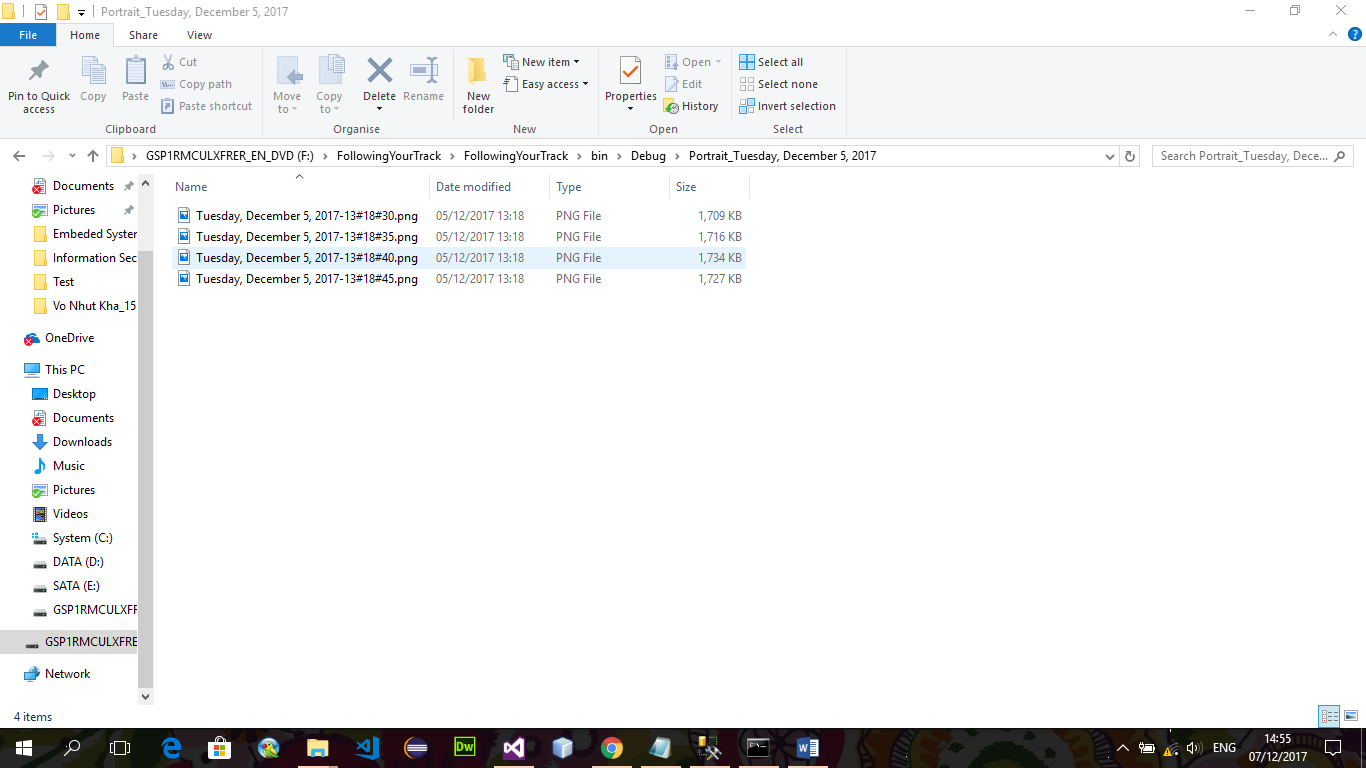 Portrait_Tuesday, December 5, 2017
File Home Share View
Pin to Quick access
Copy
Paste
Cut
Copy path
Paste shortcut
Clipboard
Move to
Copy to
Delete
Rename
Organise
New folder
New item
Easy access
New
Properties
Open
Edit
History
Open
Select all
Select none
Invert selection
Select
GSP1RMCULXFRER_EN_DVD (F:) > FollowingYourTrack > FollowingYourTrack > bin > Debug > Portrait_Tuesday, December 5, 2017
Search Portrait_Tuesday, Dece...
Documents
Pictures
Embeded Syster
Information Sec
Test
Vo Nhut Kha_15
OneDrive
This PC
Desktop
Documents
Downloads
Music
Pictures
Videos
System (C:)
DATA (D:)
SATA (E:)
GSP1RMCULXFF
GSP1RMCULXFRE
Network
Name Date modified Type Size
Tuesday, December 5, 2017-13#18#30.png 05/12/2017 13:18 PNG File 1,709 KB
Tuesday, December 5, 2017-13#18#35.png 05/12/2017 13:18 PNG File 1,716 KB
Tuesday, December 5, 2017-13#18#40.png 05/12/2017 13:18 PNG File 1,734 KB
Tuesday, December 5, 2017-13#18#45.png 05/12/2017 13:18 PNG File 1,727 KB
4 items
Dw
ENG
14:55
07/12/2017